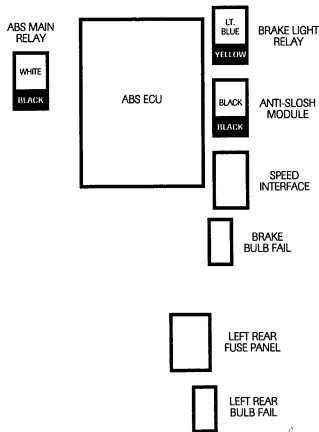 ABS MAIN
RELAY
WHITE
BLACK
ABS ECU
LT.
BLUE
YELLOW
BRAKE LIGHT
RELAY
BLACK
BLACK
ANTI-SLOSH
MODULE
SPEED
INTERFACE
BRAKE
BULB FAIL
LEFT REAR
FUSE PANEL
LEFT REAR
BULB FAIL